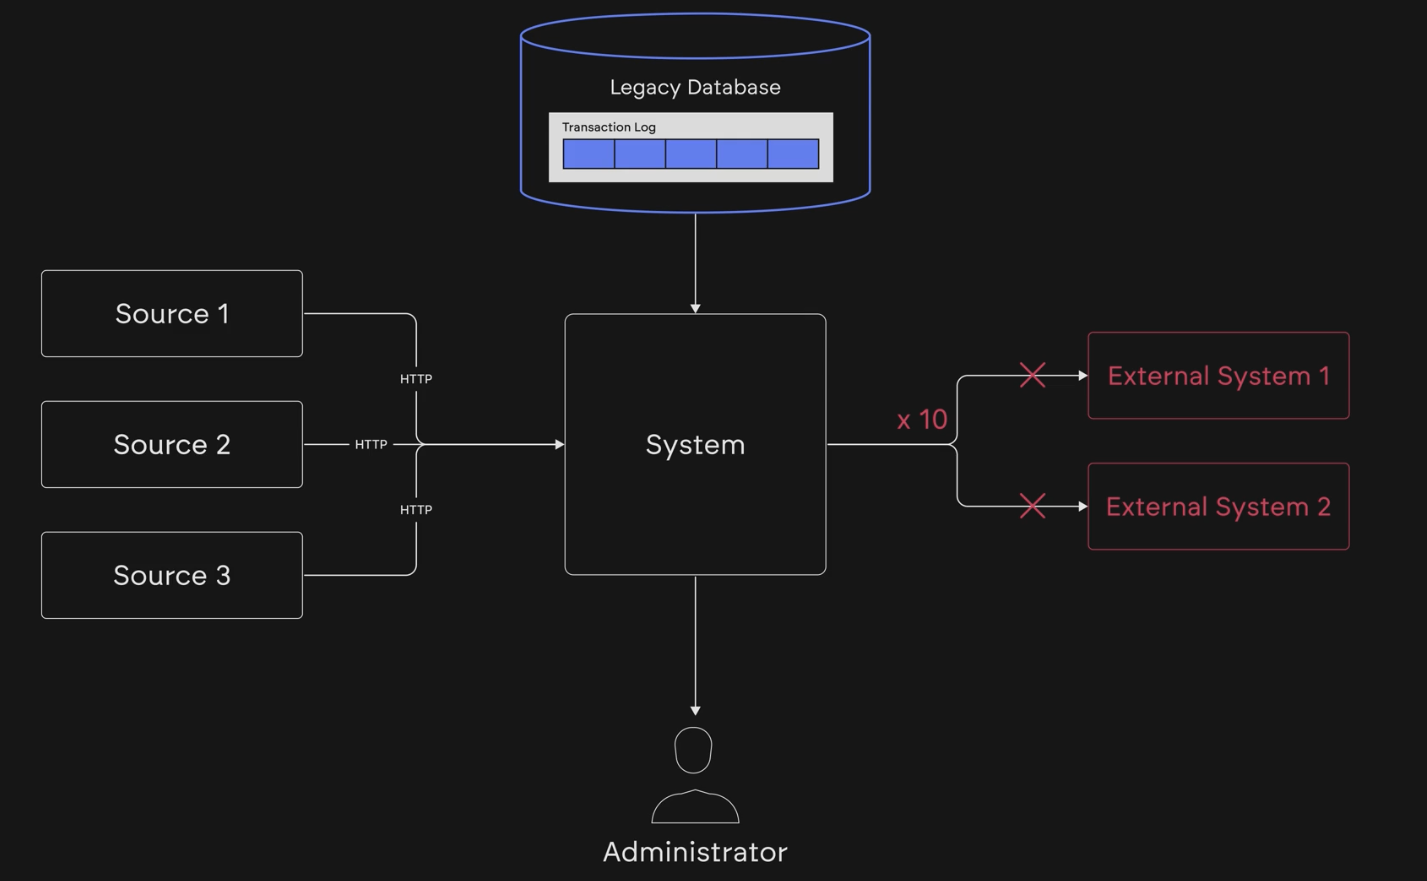 Legacy Database
Transaction Log
Source 1
HTTP
Source 2
HTTP
HTTP
Source 3
System
x 10
External System 1
External System 2
Administrator